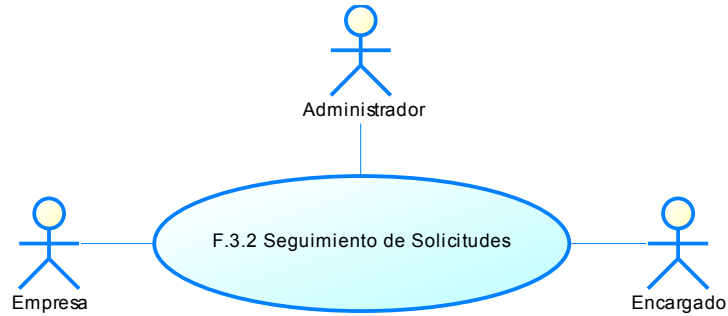 Administrador
F.3.2 Seguimiento de Solicitudes
Empresa
Encargado